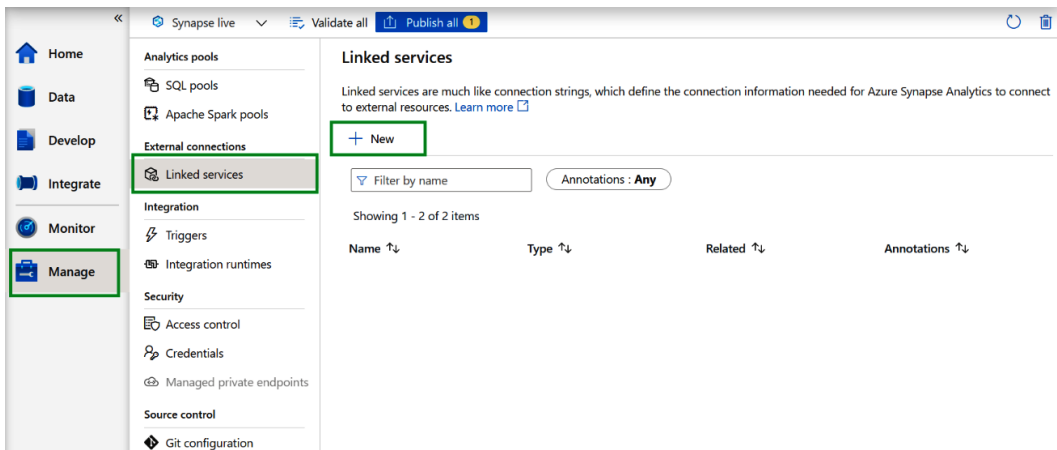 «
Synapse live
Validate all
Publish all 1
Home
Data
Develop
Integrate
Monitor
Manage
Analytics pools
SQL pools
Apache Spark pools
External connections
Linked services
Integration
Triggers
Integration runtimes
Security
Access control
Credentials
Managed private endpoints
Source control
Git configuration
Linked services
Linked services are much like connection strings, which define the connection information needed for Azure Synapse Analytics to connect
to external resources. Learn more
+ New
Filter by name
Annotations : Any
Showing 1 - 2 of 2 items
Name ↑↓ Type ↑↓ Related ↑↓ Annotations ↑↓